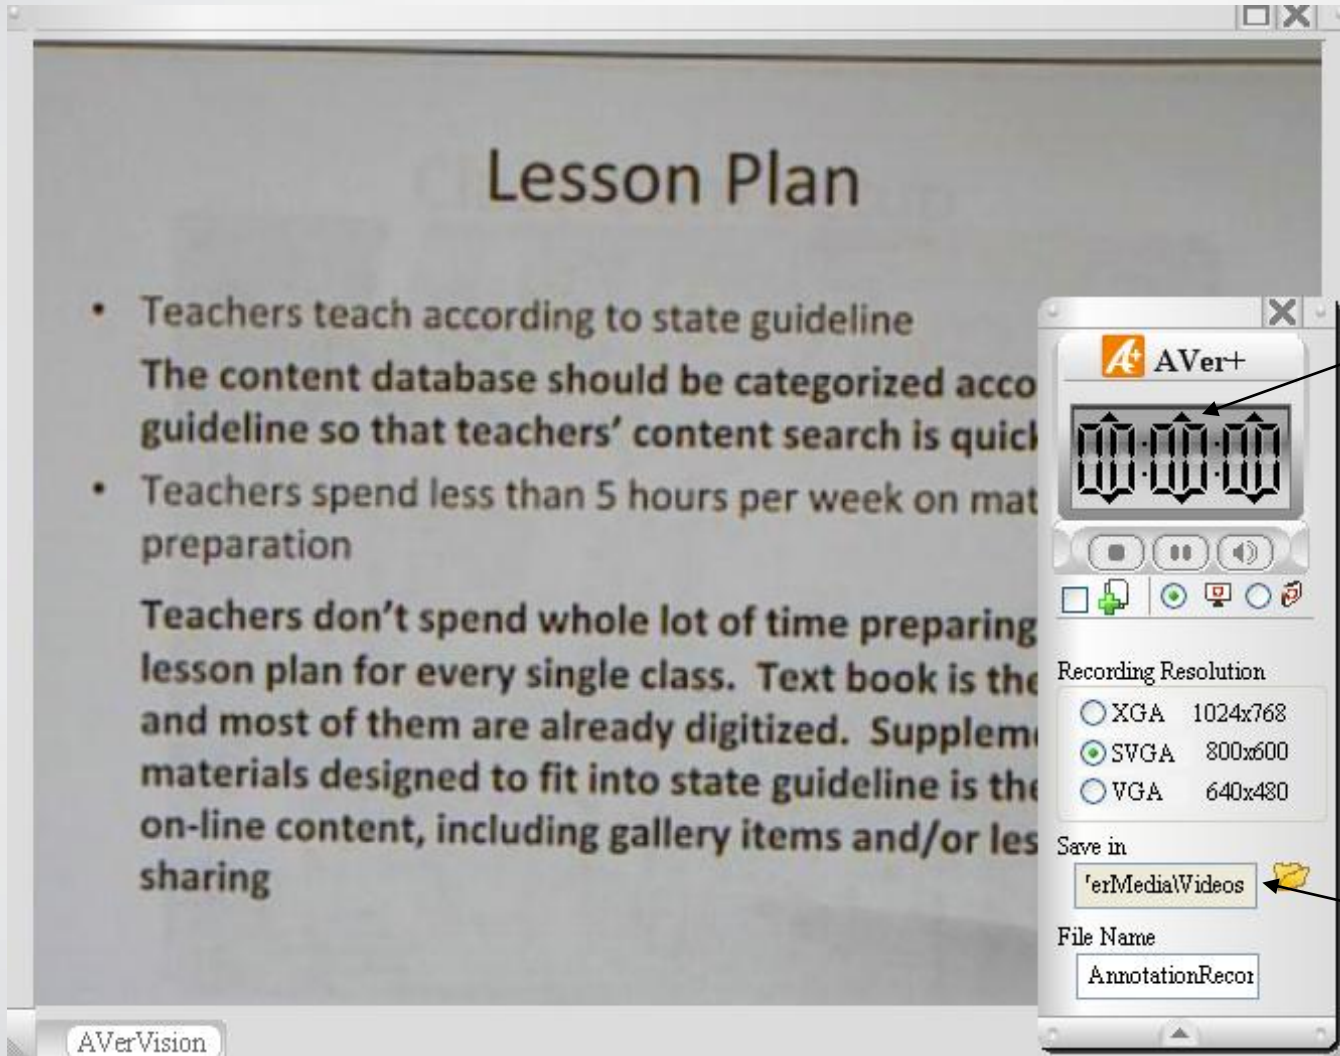 Lesson Plan
• Teachers teach according to state guideline
The content database should be categorized acco
guideline so that teachers' content search is quick
• Teachers spend less than 5 hours per week on mat
preparation
Teachers don't spend whole lot of time preparing
lesson plan for every single class. Text book is the
and most of them are already digitized. Supplem
materials designed to fit into state guideline is the
on-line content, including gallery items and/or les
sharing
AVerVision
A+ AVer+
00:00:00
Recording Resolution
XGA 1024x768
SVGA 800x600
VGA 640x480
Save in
erMedia\Videos
File Name
AnnotationRecor